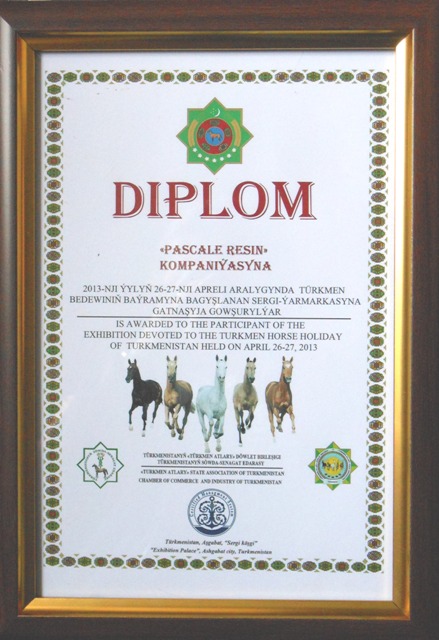 DIPLOM
«PASCALE RESIN»
KOMPANIÝASYNA
2013-NJI ÝYLYŇ 26-27-NJI APRELI ARALYGYNDA TÜRKMEN
BEDEWINIŇ BAÝRAMYNA BAGYŞLANAN SERGI-ÝARMARKASYNA
GATNAŞYJA GOWŞURYLÝAR
IS AWARDED TO THE PARTICIPANT OF THE
EXHIBITION DEVOTED TO THE TURKMEN HORSE HOLIDAY
OF TURKMENISTAN HELD ON APRIL 26-27, 2013
TÜRKMENISTANYŇ «TÜRKMEN ATLARY» DÖWLET BIRLEŞIGI
TÜRKMENISTANYŇ SÖWDA-SENAGAT EDARASY
«TURKMEN ATLARY» STATE ASSOCIATION OF TURKMENISTAN
CHAMBER OF COMMERCE AND INDUSTRY OF TURKMENISTAN
Türkmenistan, Aşgabat, "Sergi köşgi"
"Exhibition Palace", Ashgabat city, Turkmenistan